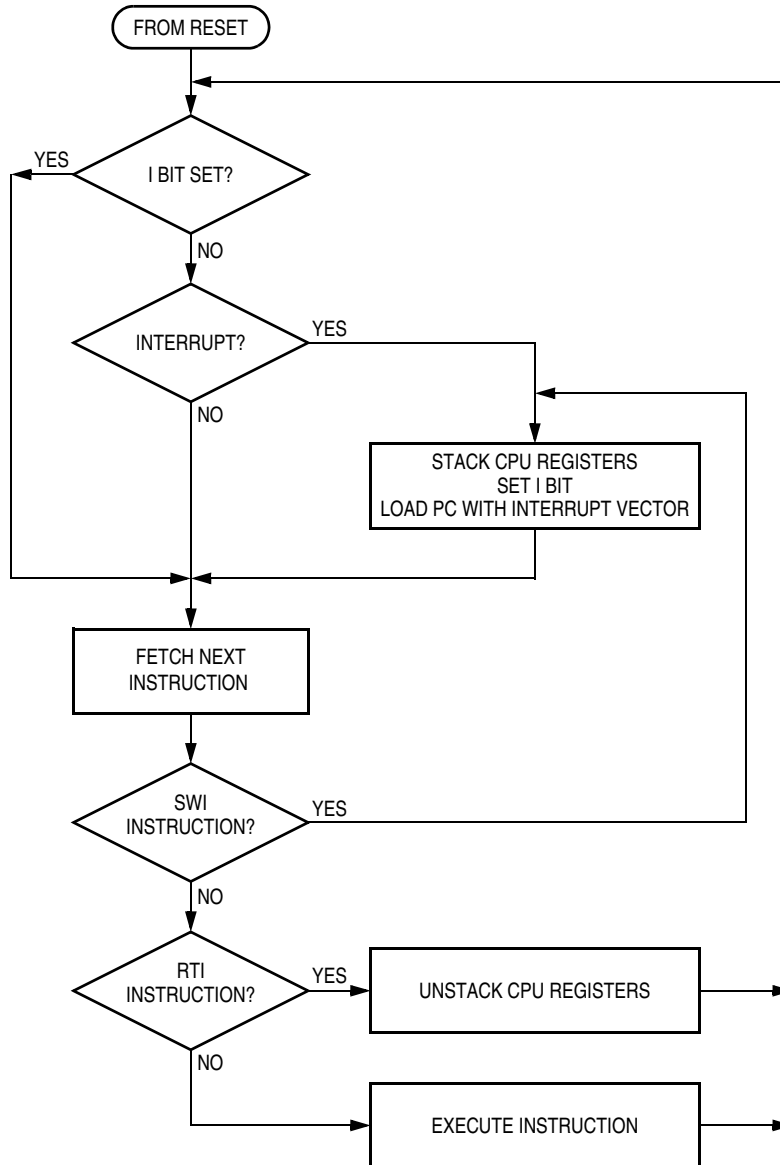 FROM RESET
YES
I BIT SET?
NO
INTERRUPT?
YES
NO
STACK CPU REGISTERS
SET I BIT
LOAD PC WITH INTERRUPT VECTOR
FETCH NEXT
INSTRUCTION
SWI
INSTRUCTION?
YES
NO
RTI
INSTRUCTION?
YES
UNSTACK CPU REGISTERS
NO
EXECUTE INSTRUCTION